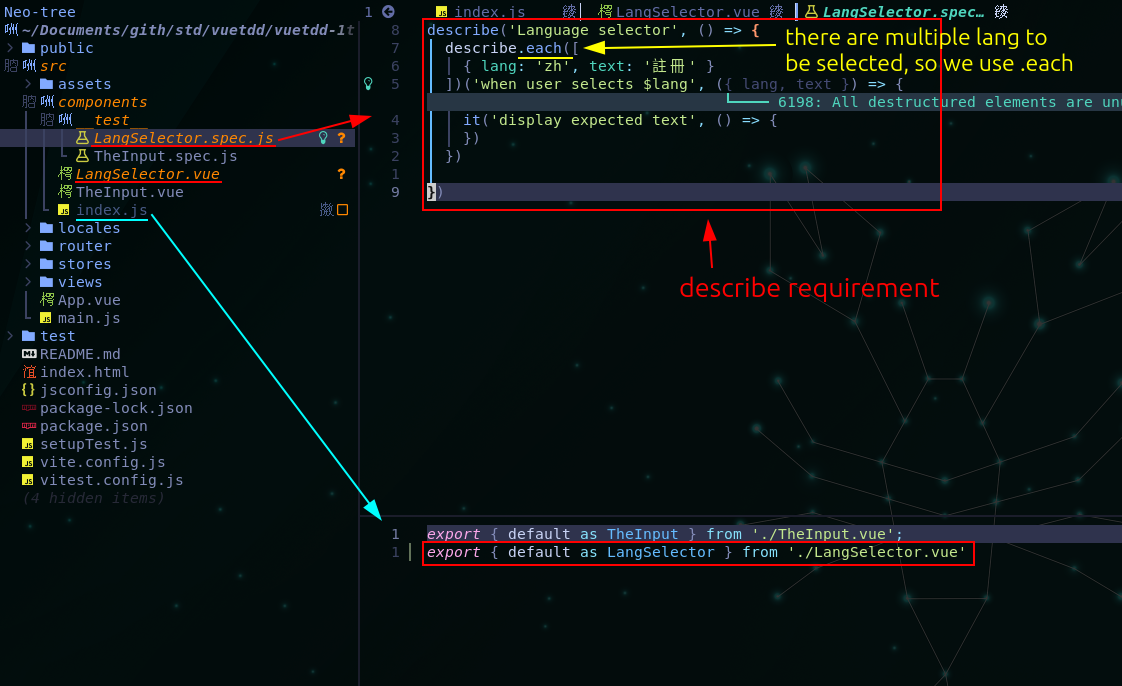 Neo-tree
~/Documents/gith/std/vuetdd/vuetdd-1t
public
src
assets
components
__test__
LangSelector.spec.js ?
TheInput.spec.js
LangSelector.vue ?
TheInput.vue
index.js
locales
router
stores
views
App.vue
main.js
test
README.md
index.html
jsconfig.json
package-lock.json
package.json
setupTest.js
vite.config.js
vitest.config.js
(4 hidden items)
1 index.js LangSelector.vue LangSelector.spec…
8 describe('Language selector', () => {
7 describe.each([
6 { lang: 'zh', text: '註冊' }
5 ])('when user selects $lang', ({ lang, text }) => {
6198: All destructured elements are unu
4 it('display expected text', () => {
3 })
2 })
1
9 })
there are multiple lang to
be selected, so we use .each
describe requirement
1 export { default as TheInput } from './TheInput.vue';
1 export { default as LangSelector } from './LangSelector.vue'